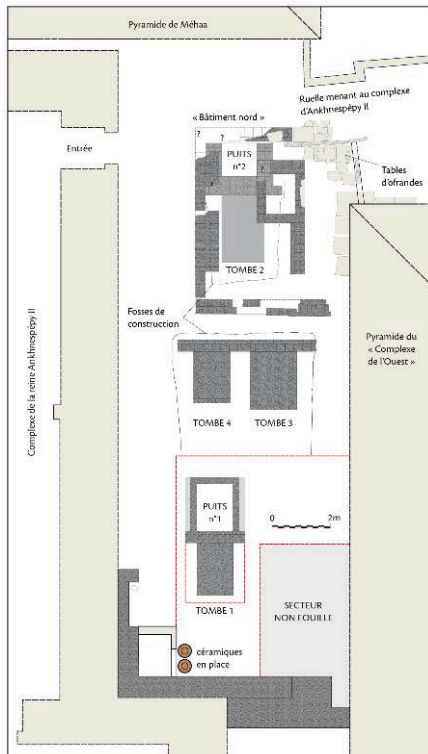 Pyramide de Méhaa
Ruelle menant au complexe
d'Ankhnespépy II
« Bâtiment nord »
?
?
Entrée
PUITS
n°2
?
Tables
d'ofrandes
TOMBE 2
Fosses de
construction
Complexe de la reine Ankhnespépy II
Pyramide du
« Complexe
de l'Ouest »
TOMBE 4
TOMBE 3
PUITS
n°1
0
2m
TOMBE 1
SECTEUR
NON FOUILLE
céramiques
en place